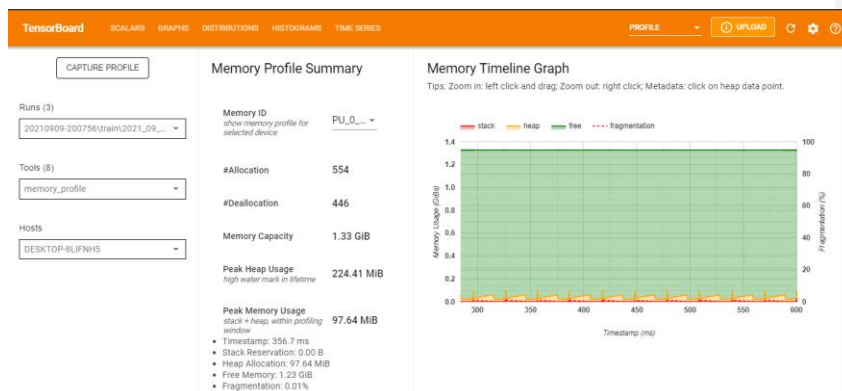 TensorBoard SCALARS GRAPHS DISTRIBUTIONS HISTOGRAMS TIME SERIES PROFILE UPLOAD
CAPTURE PROFILE
Runs (3)
20210909-200756\train\2021_09_...
Tools (8)
memory_profile
Hosts
DESKTOP-8LIFNH5
Memory Profile Summary
Memory ID
show memory profile for
selected device
PU_0_...
#Allocation 554
#Deallocation 446
Memory Capacity 1.33 GiB
Peak Heap Usage
high water mark in lifetime
224.41 MiB
Peak Memory Usage
stack + heap, within profiling
window
97.64 MiB
• Timestamp: 356.7 ms
• Stack Reservation: 0.00 B
• Heap Allocation: 97.64 MiB
• Free Memory: 1.23 GiB
• Fragmentation: 0.01%
Memory Timeline Graph
Tips: Zoom in: left click and drag; Zoom out: right click; Metadata: click on heap data point.
stack heap free fragmentation
Memory Usage (GiBs)
1.4
1.2
1.0
0.8
0.6
0.4
0.2
0.0
300 350 400 450 500 550 600
Timestamp (ms)
100
80
60
40
20
0
Fragmentation (%)